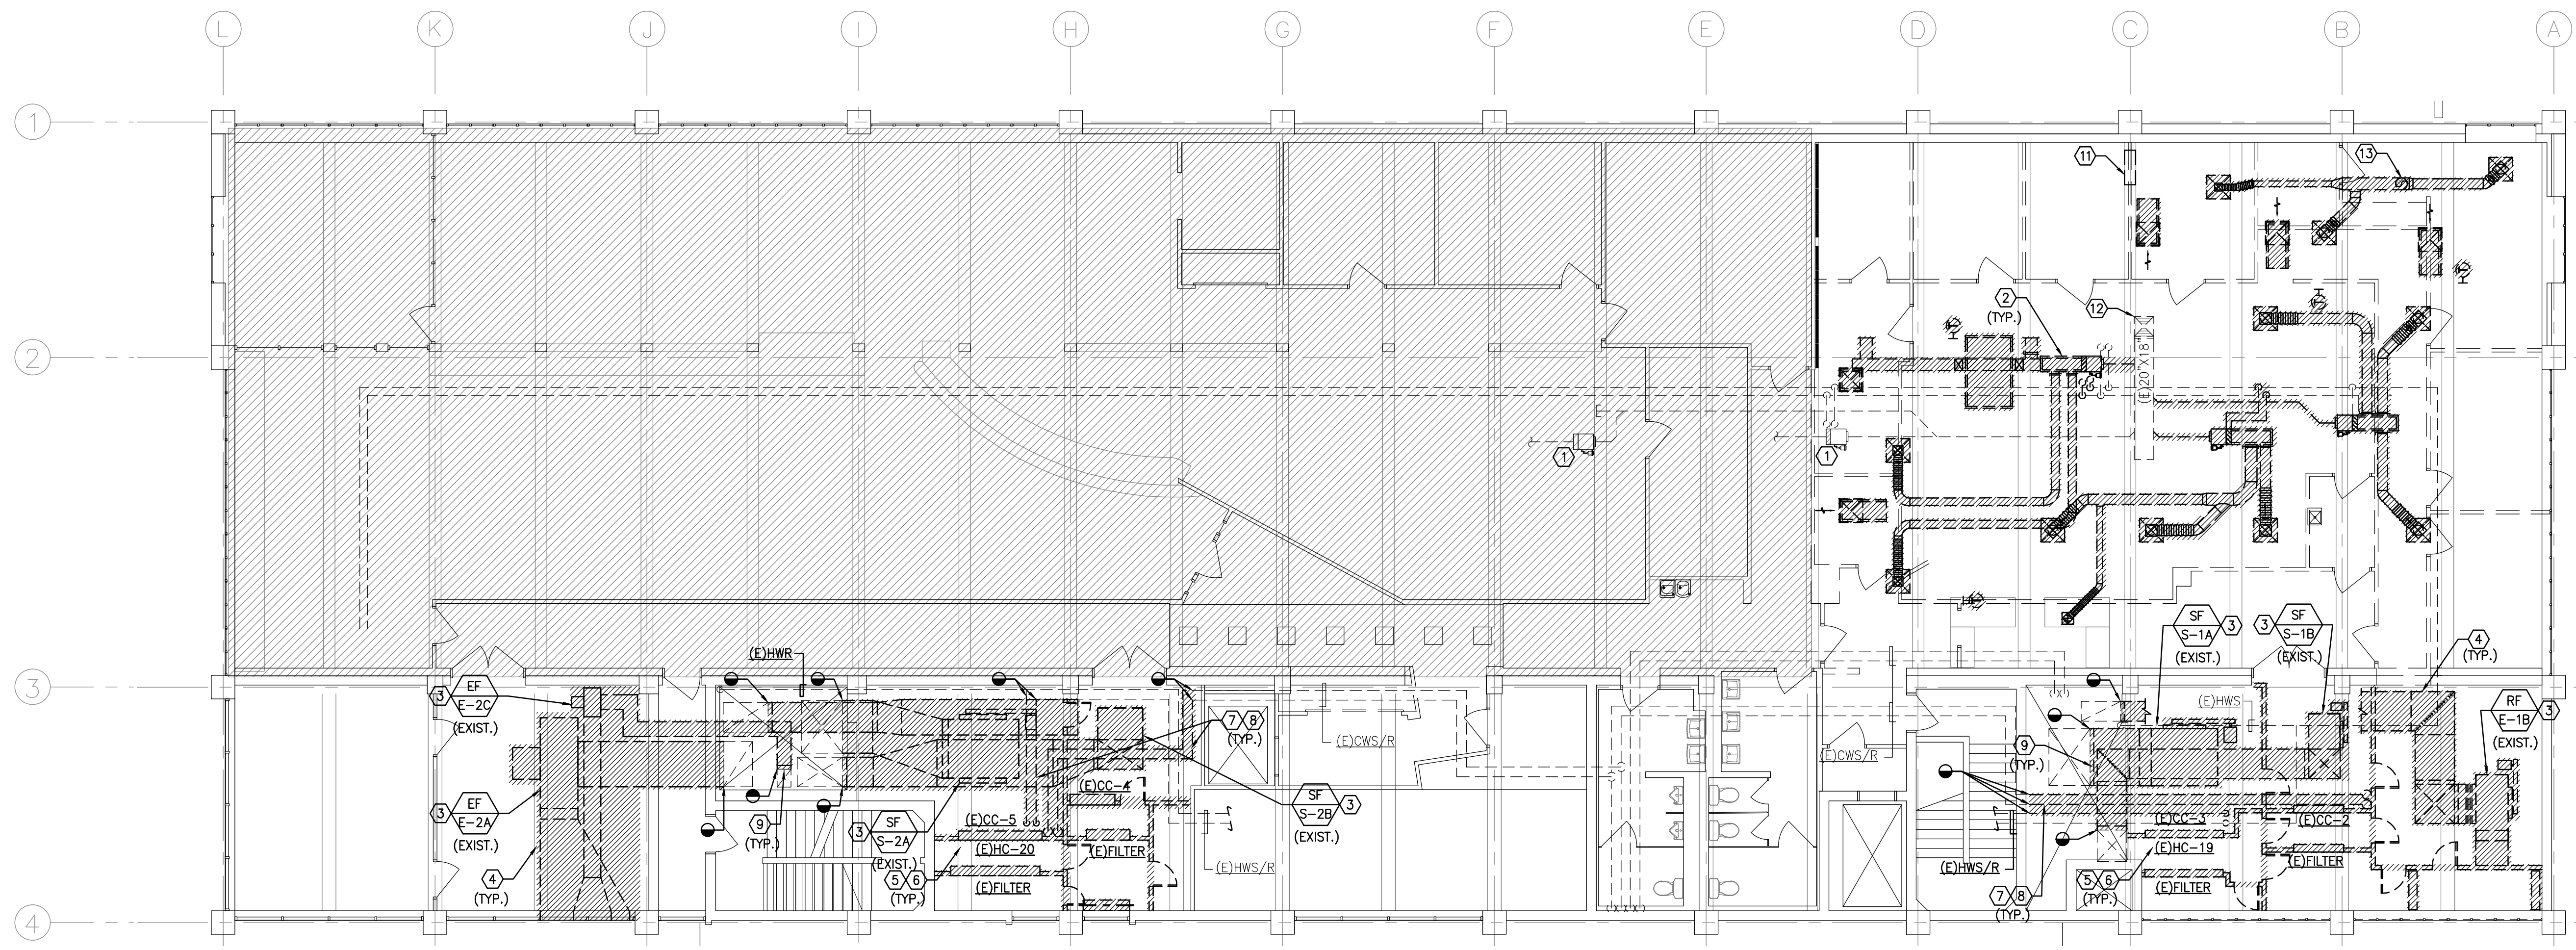 L K J I H G F E D C B A
1
11
13
2
(TYP.)
12
2
(E)20"X18"
1
1
SF
S-1A
3
(EXIST.)
3
SF
S-1B
(EXIST.)
4
(TYP.)
(E)HWR
3
3
EF
E-2C
(EXIST.)
7 8
(TYP.)
(E)CWS/R
(E)CWS/R
(E)HWS
RF
E-1B
3
(EXIST.)
9
(TYP.)
(E)CC-4
3
EF
E-2A
(EXIST.)
9
(TYP.)
3
SF
S-2A
(EXIST.)
(E)CC-5
SF
S-2B
3
(EXIST.)
(E)CC-3
(E)CC-2
(E)HC-20
(E)FILTER
(E)HC-19
(E)FILTER
4
(TYP.)
5 6
(TYP.)
(E)FILTER
(E)HWS/R
(E)HWS/R
7 8
(TYP.)
5 6
(TYP.)
(E)FILTER
4